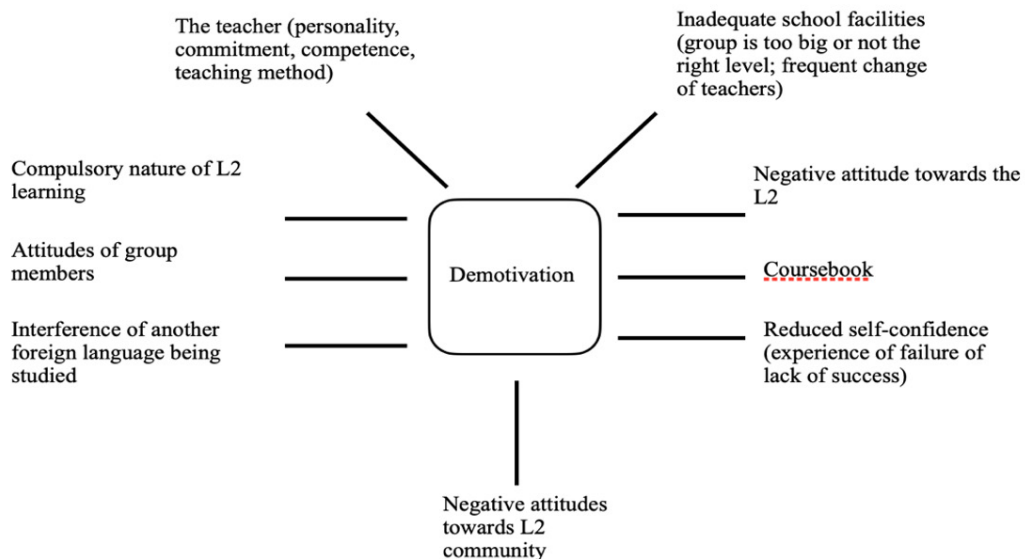 The teacher (personality,
commitment, competence,
teaching method)
Inadequate school facilities
(group is too big or not the
right level; frequent change
of teachers)
Compulsory nature of L2
learning
Negative attitude towards the
L2
Attitudes of group
members
Demotivation
Coursebook
Interference of another
foreign language being
studied
Reduced self-confidence
(experience of failure of
lack of success)
Negative attitudes
towards L2
community